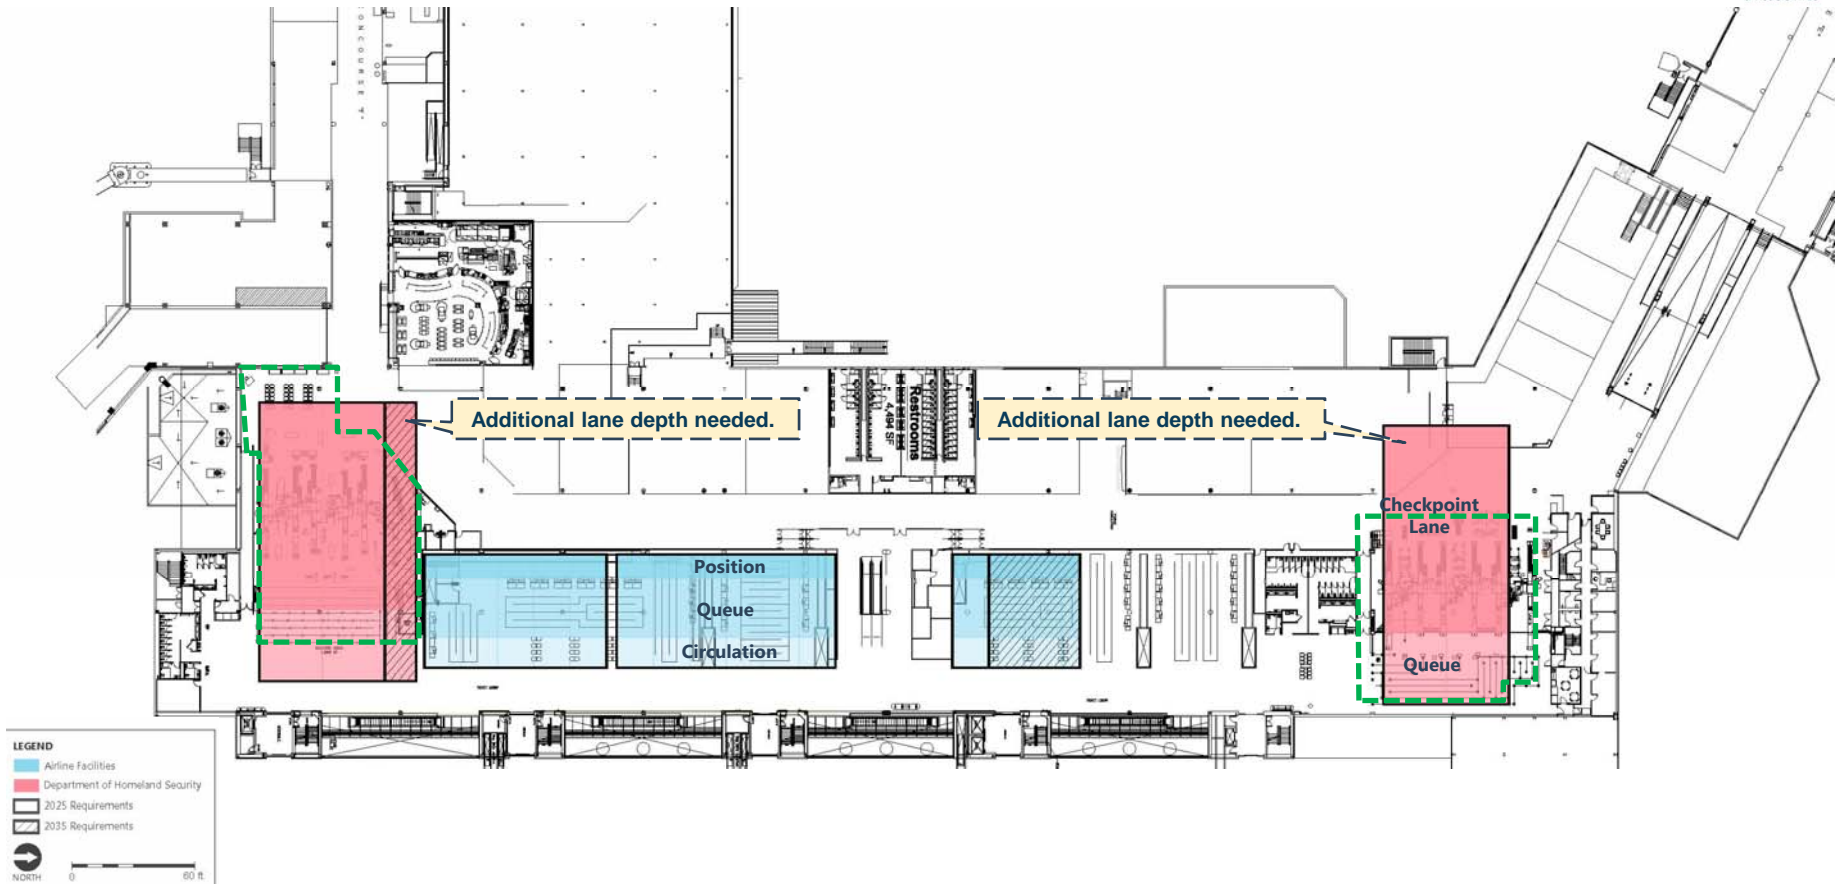 CONCOURSE T
Additional lane depth needed.
Additional lane depth needed.
Restrooms
4,494 SF
Checkpoint
Lane
Position
Queue
Circulation
Queue
LEGEND
Airline Facilities
Department of Homeland Security
2025 Requirements
2035 Requirements
NORTH
0 60 ft